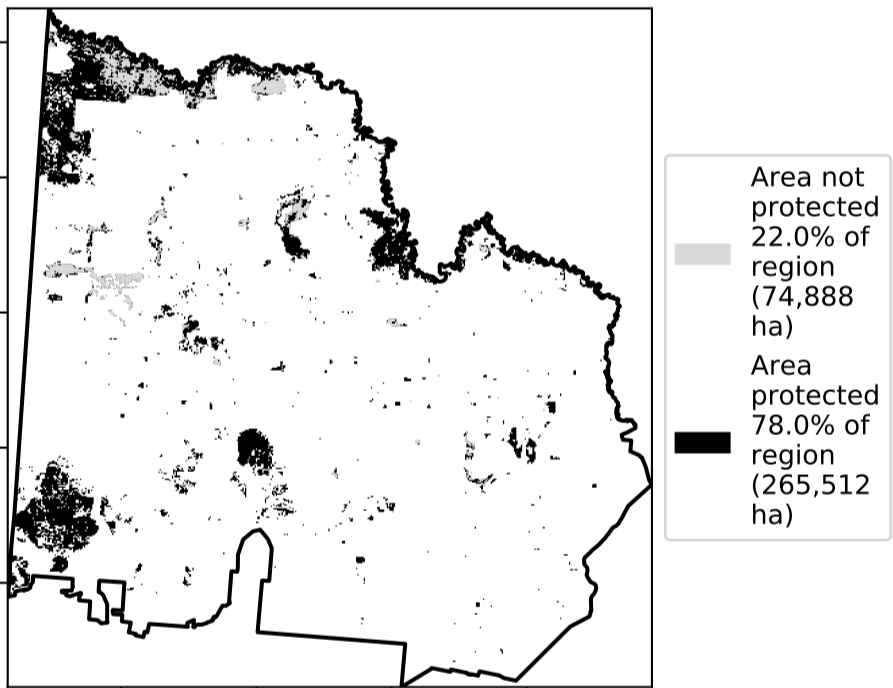 Area not
protected
22.0% of
region
(74,888
ha)
Area
protected
78.0% of
region
(265,512
ha)